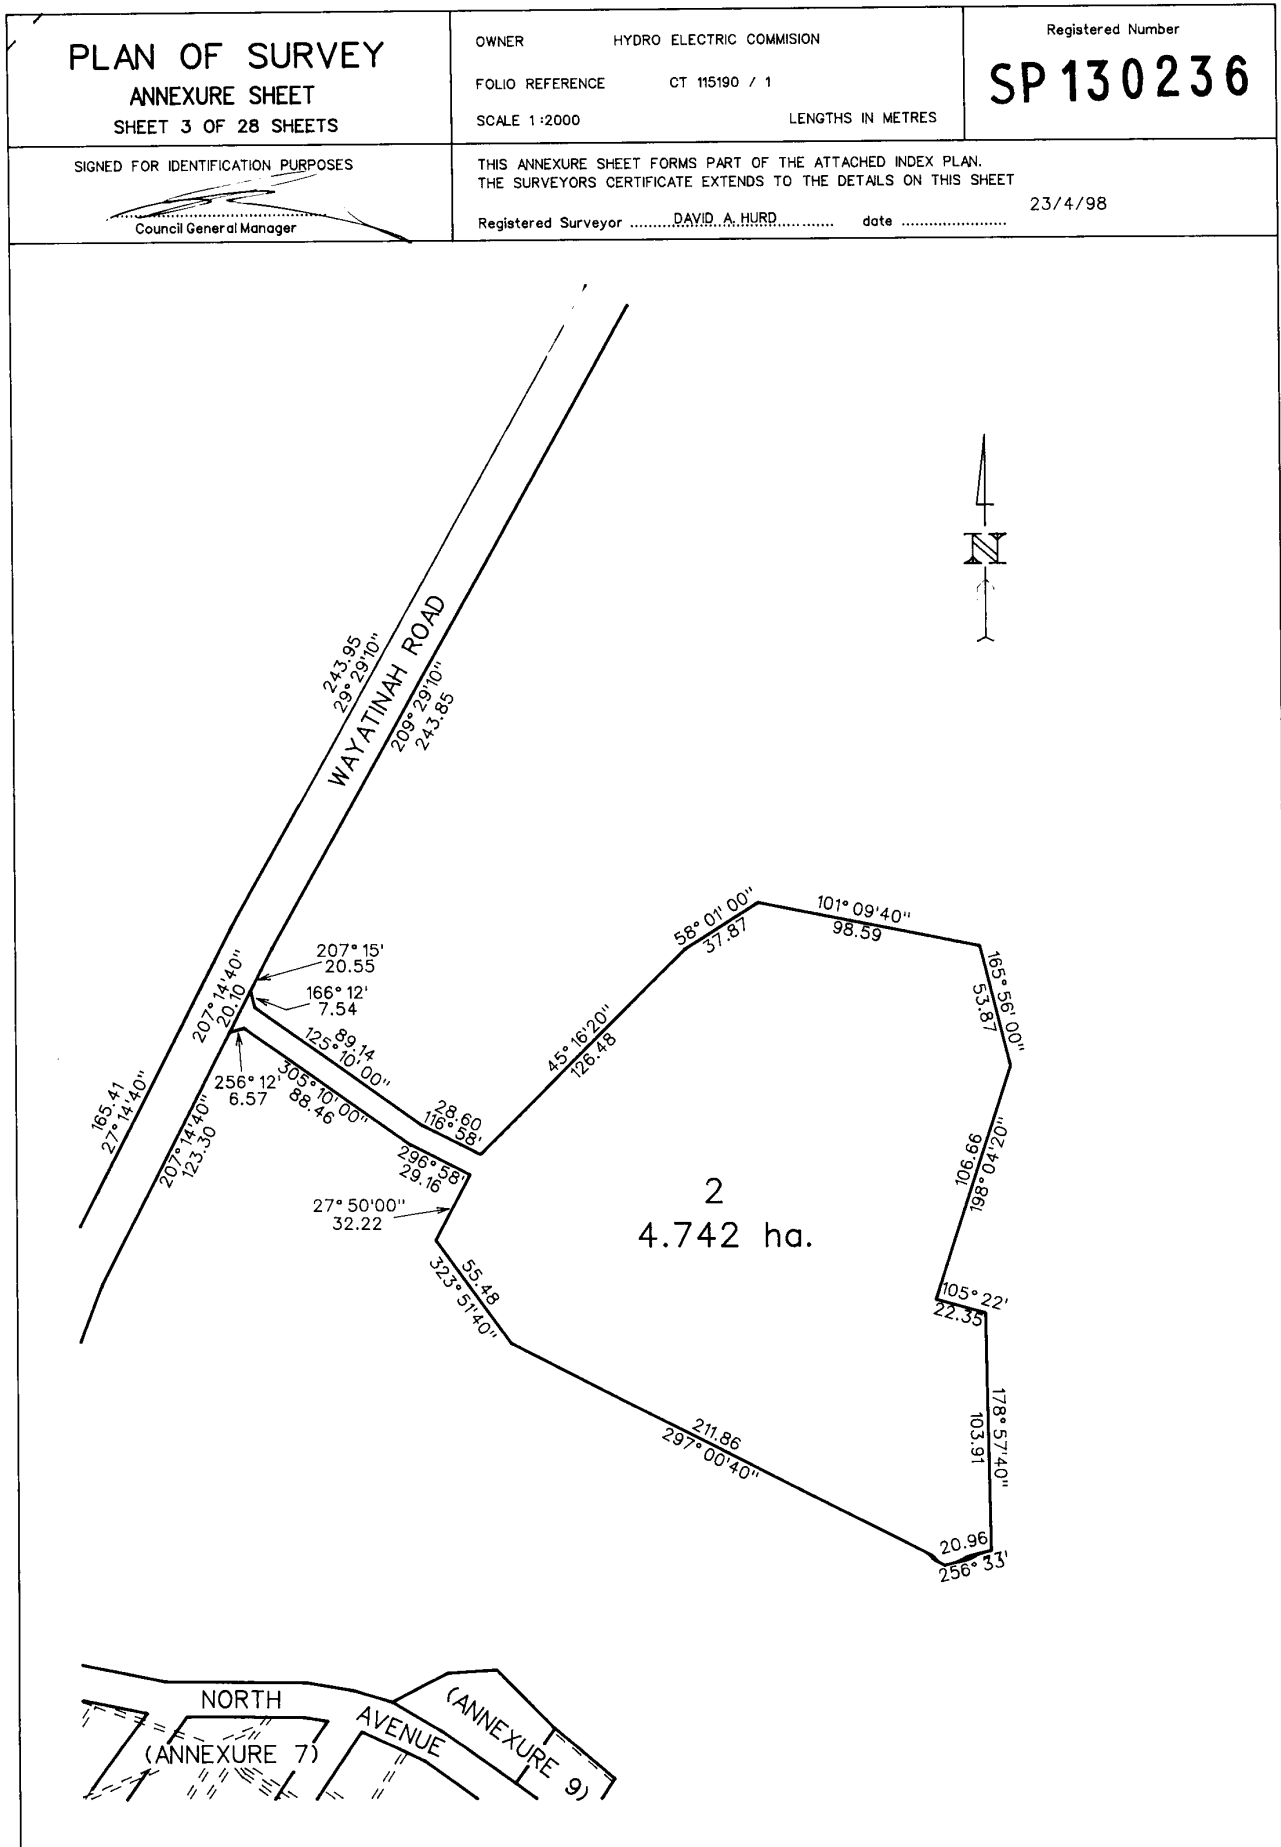 PLAN OF SURVEY
ANNEXURE SHEET
SHEET 3 OF 28 SHEETS
OWNER HYDRO ELECTRIC COMMISION
FOLIO REFERENCE CT 115190 / 1
SCALE 1:2000 LENGTHS IN METRES
Registered Number
SP 130236
SIGNED FOR IDENTIFICATION PURPOSES
Council General Manager
THIS ANNEXURE SHEET FORMS PART OF THE ATTACHED INDEX PLAN.
THE SURVEYORS CERTIFICATE EXTENDS TO THE DETAILS ON THIS SHEET
Registered Surveyor DAVID A. HURD date 23/4/98
N
243.95
29° 29'10"
WAYATINAH ROAD
209° 29'10"
243.85
58° 01' 00"
37.87
101° 09'40"
98.59
165° 56' 00"
53.87
207° 15'
20.55
207° 14'40"
20.10
166° 12'
7.54
45° 16'20"
126.48
89.14
125° 10' 00"
256° 12'
6.57
305° 10' 00"
88.46
165.41
27° 14'40"
207° 14'40"
123.30
28.60
116° 58'
296° 58'
29.16
106.66
198° 04'20"
2
4.742 ha.
27° 50'00"
32.22
55.48
323° 51'40"
105° 22'
22.35
178° 57'40"
103.91
211.86
297° 00'40"
20.96
256° 33'
NORTH AVENUE
(ANNEXURE 7)
(ANNEXURE 9)